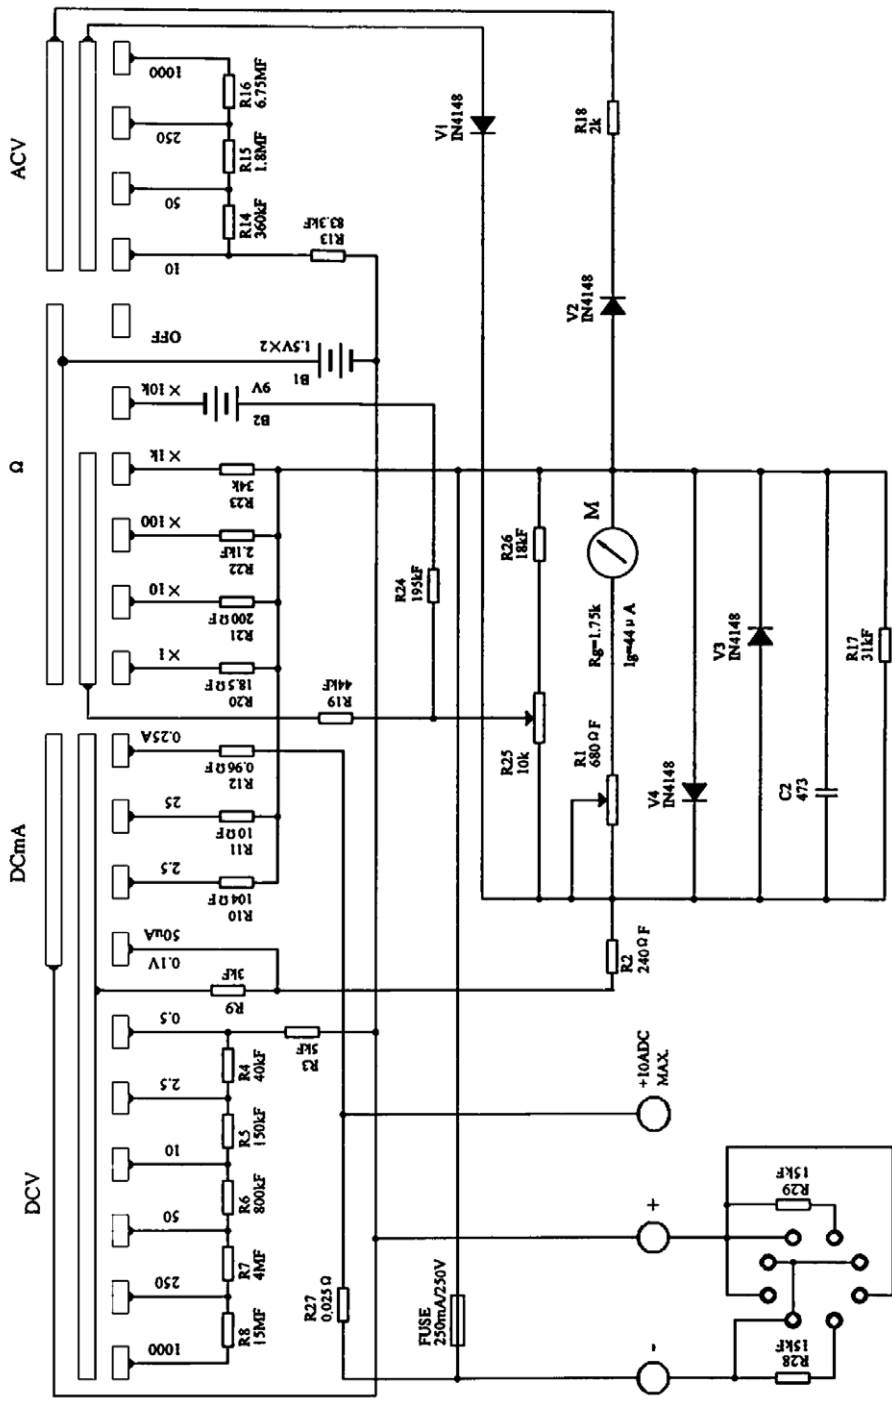 ACV
Ω
DCmA
DCV
1000
250
50
10
OFF
×10k
×1k
×100
×10
×1
0.25A
25
2.5
50uA
0.1V
0.5
2.5
10
50
250
1000
R16
6.75MF
R15
1.8MF
R14
360kF
R13
83.3kF
1.5V×2
B1
9V
B2
R23
34k
R22
2.1kF
R21
200ΩF
R20
18.5ΩF
R19
44kF
R24
195kF
R12
0.96ΩF
R11
10ΩF
R10
104ΩF
R9
3kF
R3
5kF
R4
40kF
R5
150kF
R6
800kF
R7
4MF
R8
15MF
V1
IN4148
R18
2k
V2
IN4148
R26
18kF
R25
10k
M
Rg=1.75k
Ig=44μA
R1
680ΩF
V3
IN4148
V4
IN4148
R17
31kF
C2
473
R2
240ΩF
R27
0.025Ω
FUSE
250mA/250V
+10ADC
MAX.
+
-
R29
15kF
R28
15kF